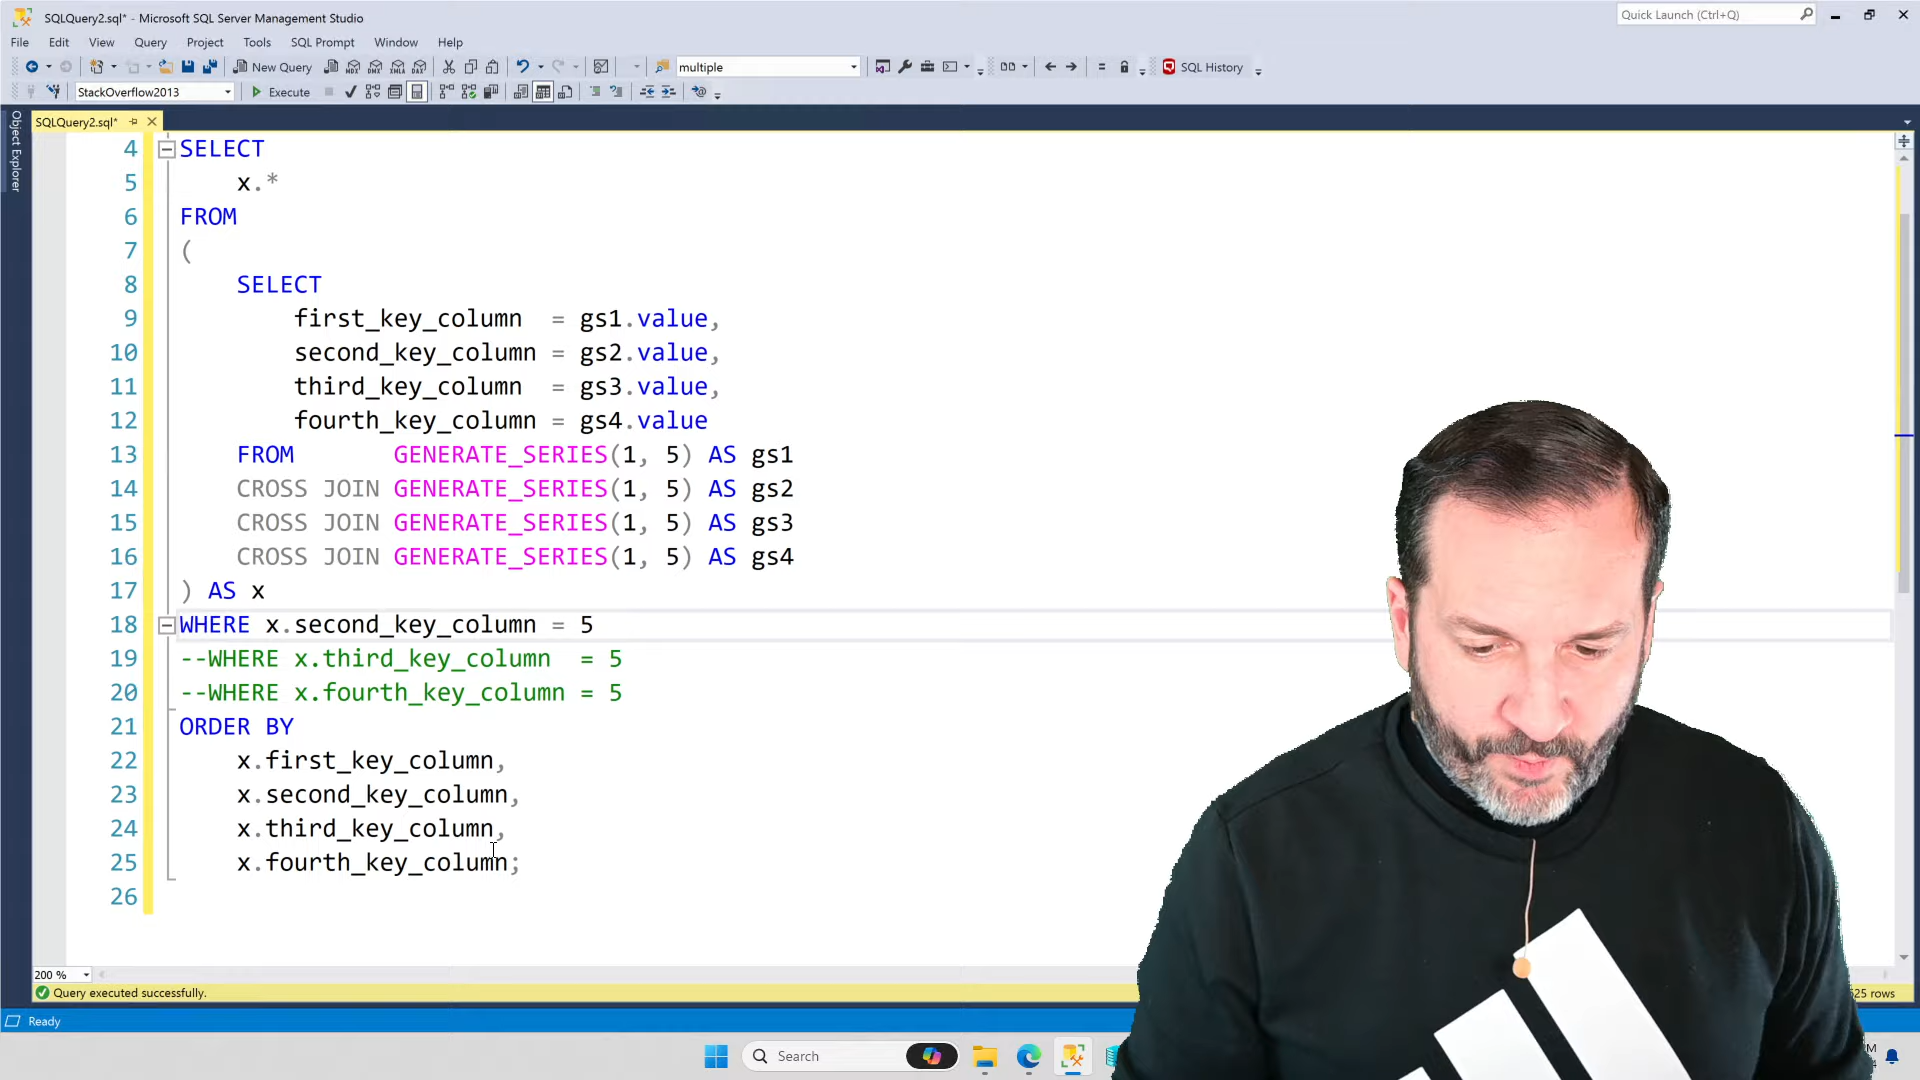 SQLQuery2.sql* - Microsoft SQL Server Management Studio
Quick Launch (Ctrl+Q)
File Edit View Query Project Tools SQL Prompt Window Help
New Query
multiple
SQL History
StackOverflow2013
Execute
SQLQuery2.sql*
Object Explorer
4 SELECT
5 x.*
6 FROM
7 (
8 SELECT
9 first_key_column = gs1.value,
10 second_key_column = gs2.value,
11 third_key_column = gs3.value,
12 fourth_key_column = gs4.value
13 FROM GENERATE_SERIES(1, 5) AS gs1
14 CROSS JOIN GENERATE_SERIES(1, 5) AS gs2
15 CROSS JOIN GENERATE_SERIES(1, 5) AS gs3
16 CROSS JOIN GENERATE_SERIES(1, 5) AS gs4
17 ) AS x
18 WHERE x.second_key_column = 5
19 --WHERE x.third_key_column = 5
20 --WHERE x.fourth_key_column = 5
21 ORDER BY
22 x.first_key_column,
23 x.second_key_column,
24 x.third_key_column,
25 x.fourth_key_column;
26
200 %
Query executed successfully.
rows
Ready
Search